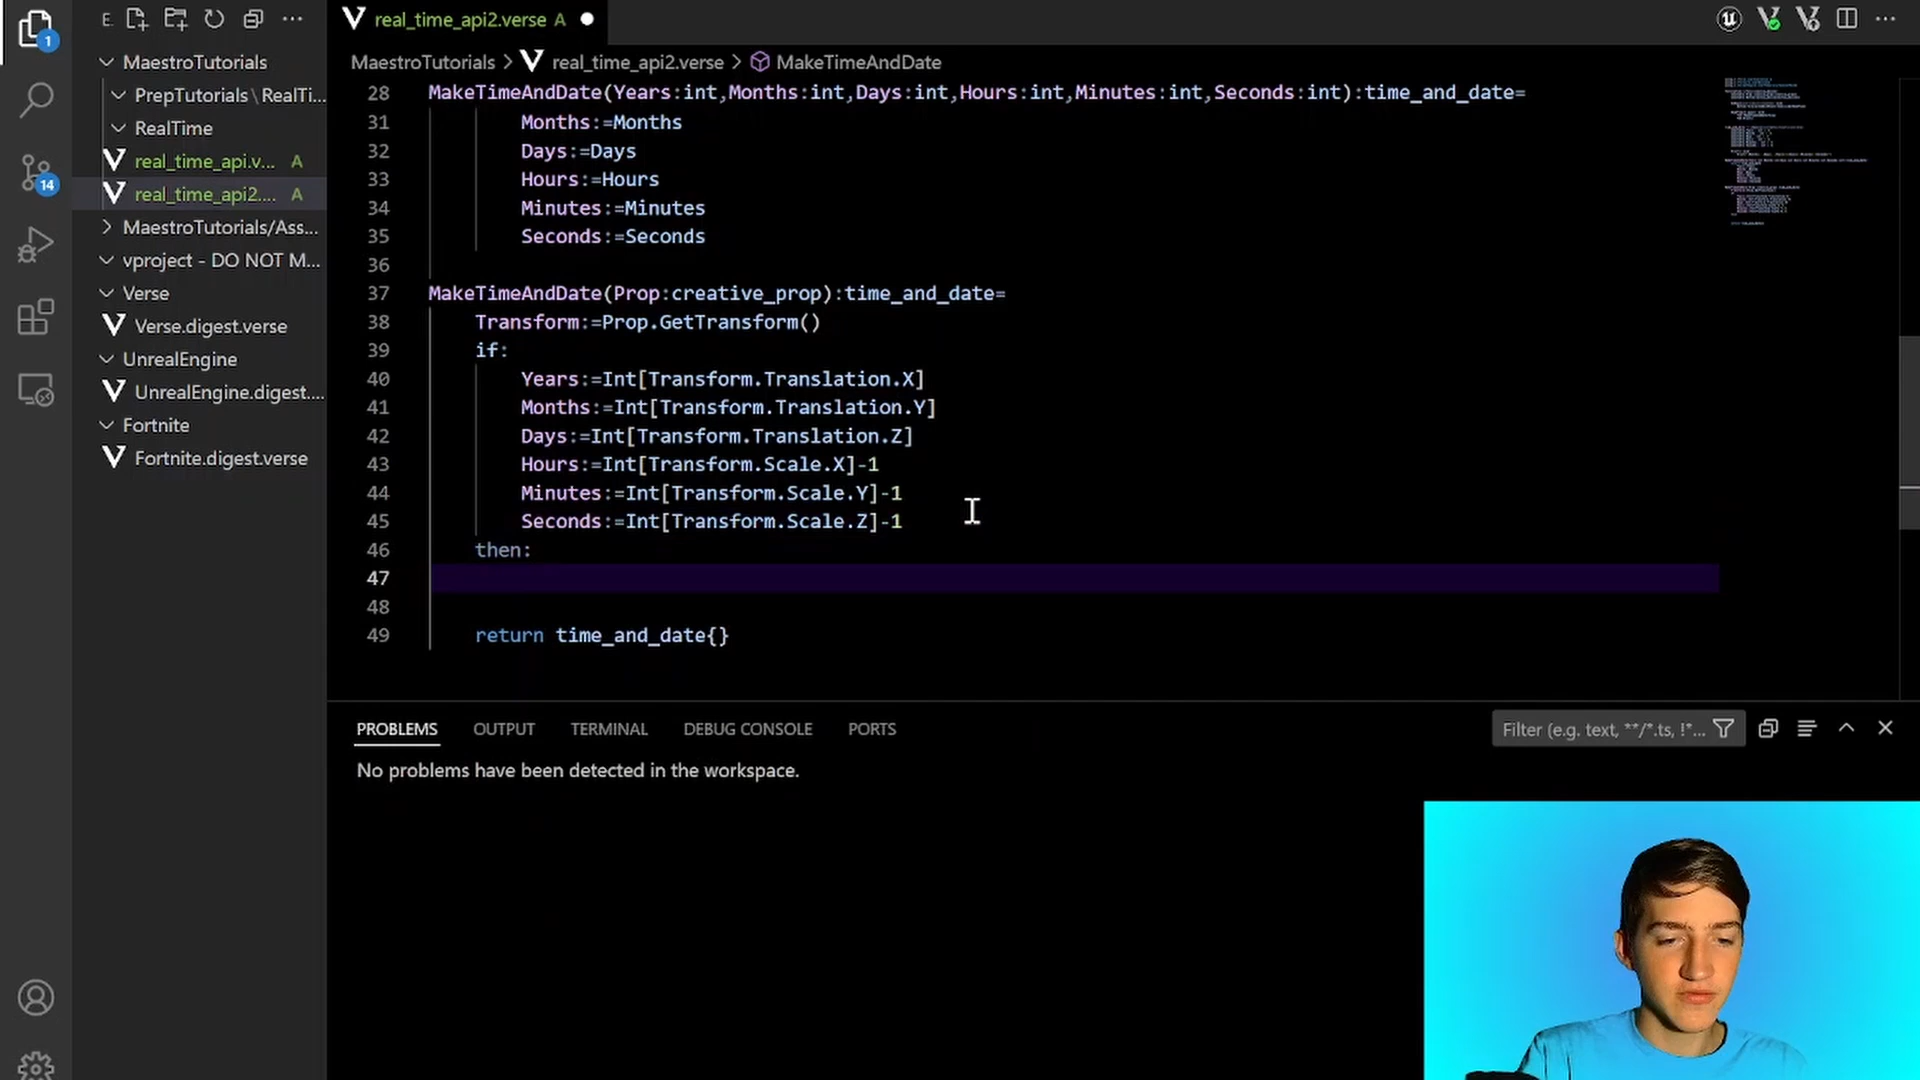 E.
real_time_api2.verse A
MaestroTutorials > real_time_api2.verse > MakeTimeAndDate
1
14
MaestroTutorials
PrepTutorials\RealTi...
RealTime
real_time_api.v... A
real_time_api2.... A
MaestroTutorials/Ass...
vproject - DO NOT M...
Verse
Verse.digest.verse
UnrealEngine
UnrealEngine.digest....
Fortnite
Fortnite.digest.verse
28 MakeTimeAndDate(Years:int,Months:int,Days:int,Hours:int,Minutes:int,Seconds:int):time_and_date=
31 Months:=Months
32 Days:=Days
33 Hours:=Hours
34 Minutes:=Minutes
35 Seconds:=Seconds
36
37 MakeTimeAndDate(Prop:creative_prop):time_and_date=
38 Transform:=Prop.GetTransform()
39 if:
40 Years:=Int[Transform.Translation.X]
41 Months:=Int[Transform.Translation.Y]
42 Days:=Int[Transform.Translation.Z]
43 Hours:=Int[Transform.Scale.X]-1
44 Minutes:=Int[Transform.Scale.Y]-1
45 Seconds:=Int[Transform.Scale.Z]-1
46 then:
47
48
49 return time_and_date{}
PROBLEMS OUTPUT TERMINAL DEBUG CONSOLE PORTS
Filter (e.g. text, **/*.ts, !*...
No problems have been detected in the workspace.